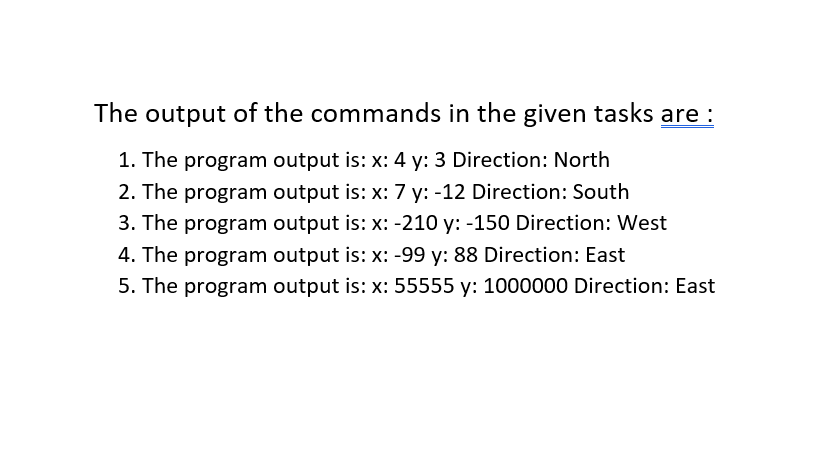 The output of the commands in the given tasks are :
1. The program output is: x: 4 y: 3 Direction: North
2. The program output is: x: 7 y: -12 Direction: South
3. The program output is: x: -210 y: -150 Direction: West
4. The program output is: x: -99 y: 88 Direction: East
5. The program output is: x: 55555 y: 1000000 Direction: East